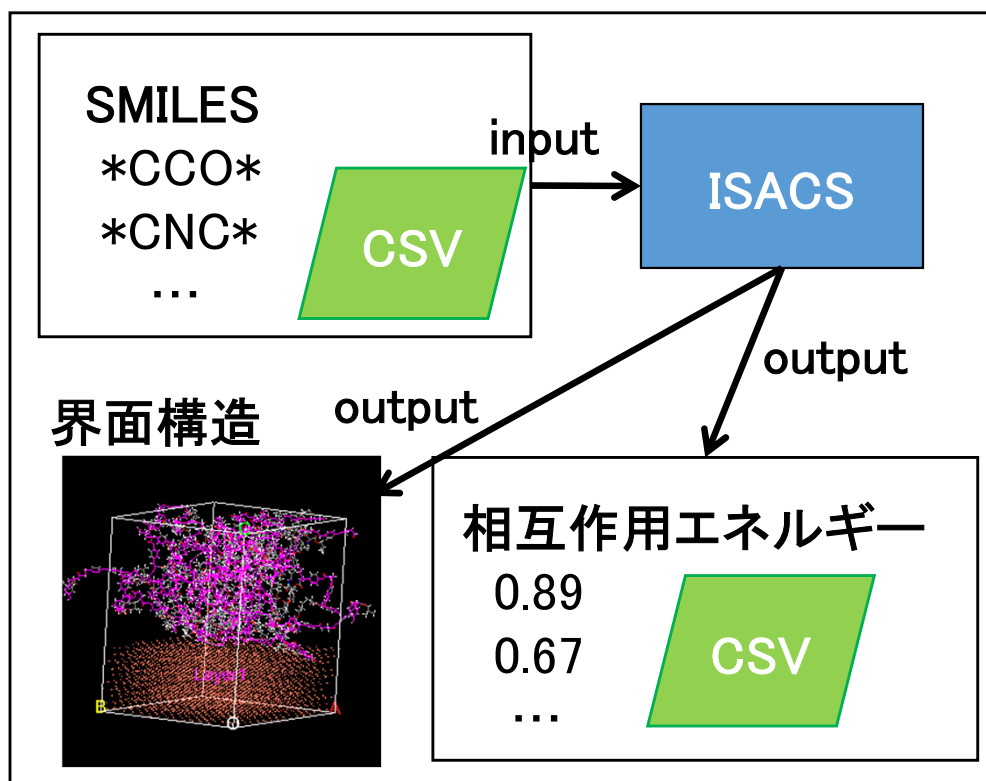 SMILES
*CCO*
*CNC*
…
CSV
input
ISACS
output
output
界面構造
Layer1
B
O
A
相互作用エネルギー
0.89
0.67
…
CSV